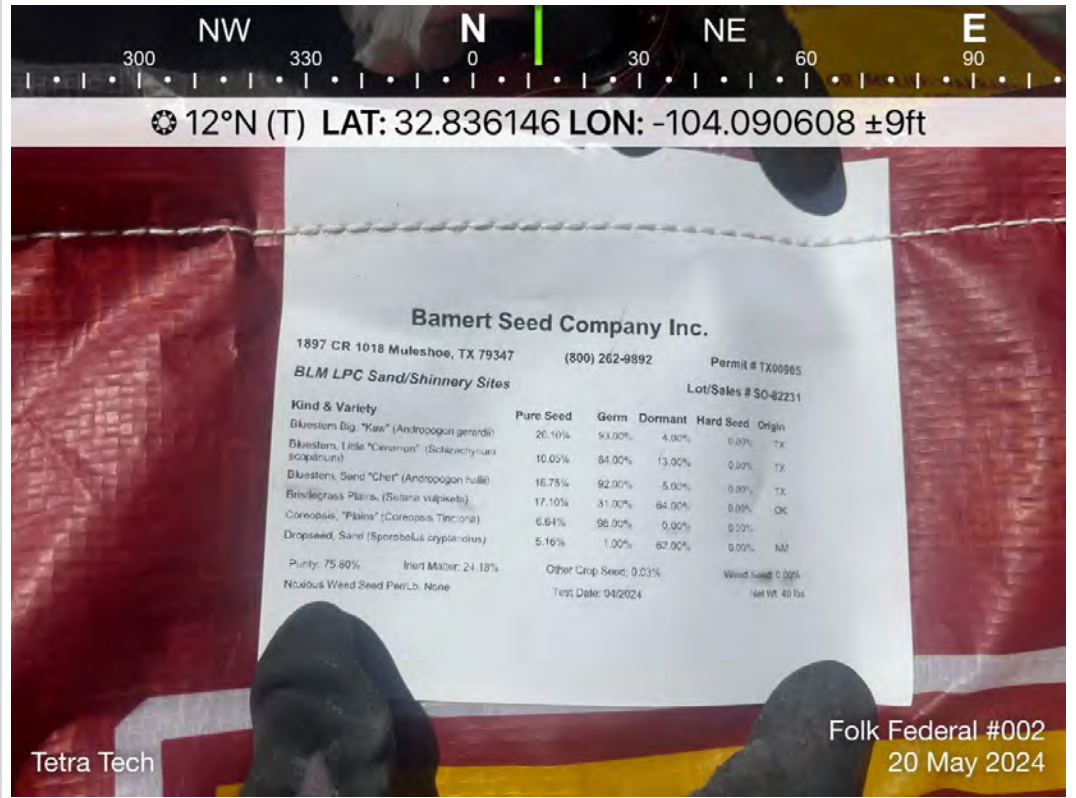 NW N NE E
300 330 0 30 60 90
12°N (T) LAT: 32.836146 LON: -104.090608 ±9ft
Bamert Seed Company Inc.
1897 CR 1018 Muleshoe, TX 79347 (800) 262-9892 Permit # TX00905
BLM LPC Sand/Shinnery Sites Lot/Sales # SO-82231
Kind & Variety Pure Seed Germ Dormant Hard Seed Origin
Bluestem Big, "Kaw" (Andropogon gerardii) 20.10% 93.00% 4.00% 0.00% TX
Bluestem, Little "Cimarron" (Schizachyrium
scoparium) 10.05% 84.00% 13.00% 0.00% TX
Bluestem, Sand "Chet" (Andropogon hallii) 16.75% 92.00% 5.00% 0.00% TX
Bristlegrass Plains, (Setaria vulpiseta) 17.10% 31.00% 64.00% 0.00% OK
Coreopsis, "Plains" (Coreopsis Tinctoria) 6.64% 98.00% 0.00% 0.00%
Dropseed, Sand (Sporobolus cryptandrus) 5.16% 1.00% 62.00% 0.00% NM
Purity: 75.80% Inert Matter: 24.18% Other Crop Seed: 0.03% Weed Seed: 0.00%
Noxious Weed Seed Per/Lb: None Test Date: 04/2024 Net Wt: 40 lbs
Folk Federal #002
Tetra Tech 20 May 2024